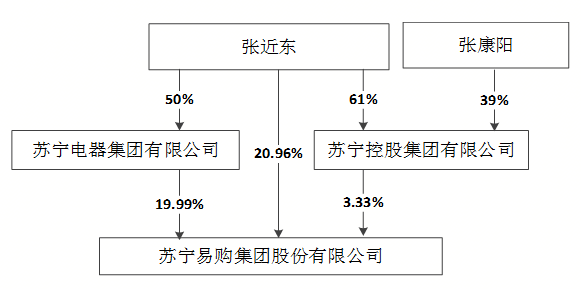 张近东
张康阳
50%
61%
39%
苏宁电器集团有限公司
20.96%
苏宁控股集团有限公司
19.99%
3.33%
苏宁易购集团股份有限公司